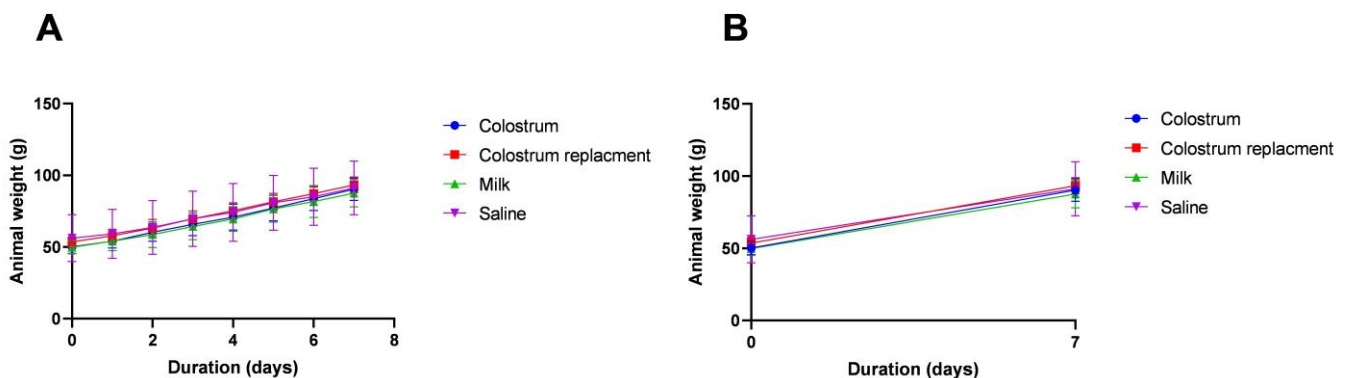 A
Animal weight (g)
150
100
50
0
0 2 4 6 8
Duration (days)
Colostrum
Colostrum replacment
Milk
Saline
B
Animal weight (g)
150
100
50
0
0 7
Duration (days)
Colostrum
Colostrum replacment
Milk
Saline